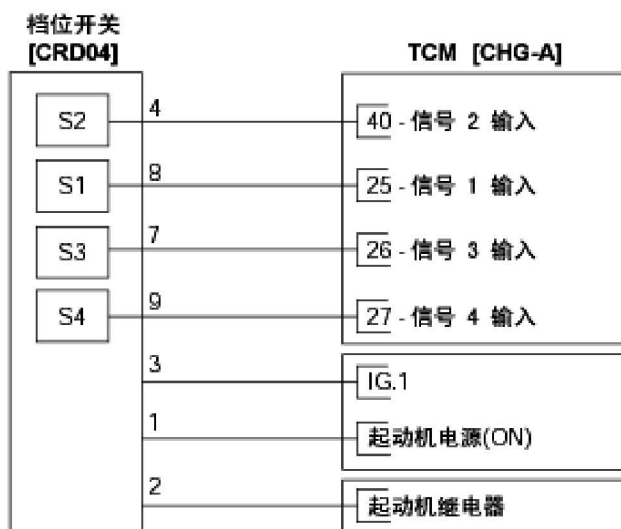 档位开关
[CRD04]
TCM [CHG-A]
S2 4 40 - 信号 2 输入
S1 8 25 - 信号 1 输入
S3 7 26 - 信号 3 输入
S4 9 27 - 信号 4 输入
3 IG.1
1 起动机电源(ON)
2 起动机继电器